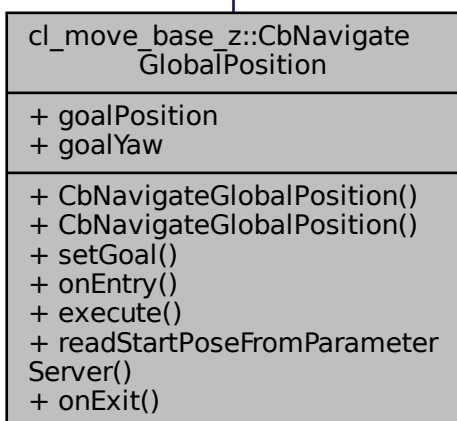 cl_move_base_z::CbNavigate
GlobalPosition
+ goalPosition
+ goalYaw
+ CbNavigateGlobalPosition()
+ CbNavigateGlobalPosition()
+ setGoal()
+ onEntry()
+ execute()
+ readStartPoseFromParameter
Server()
+ onExit()